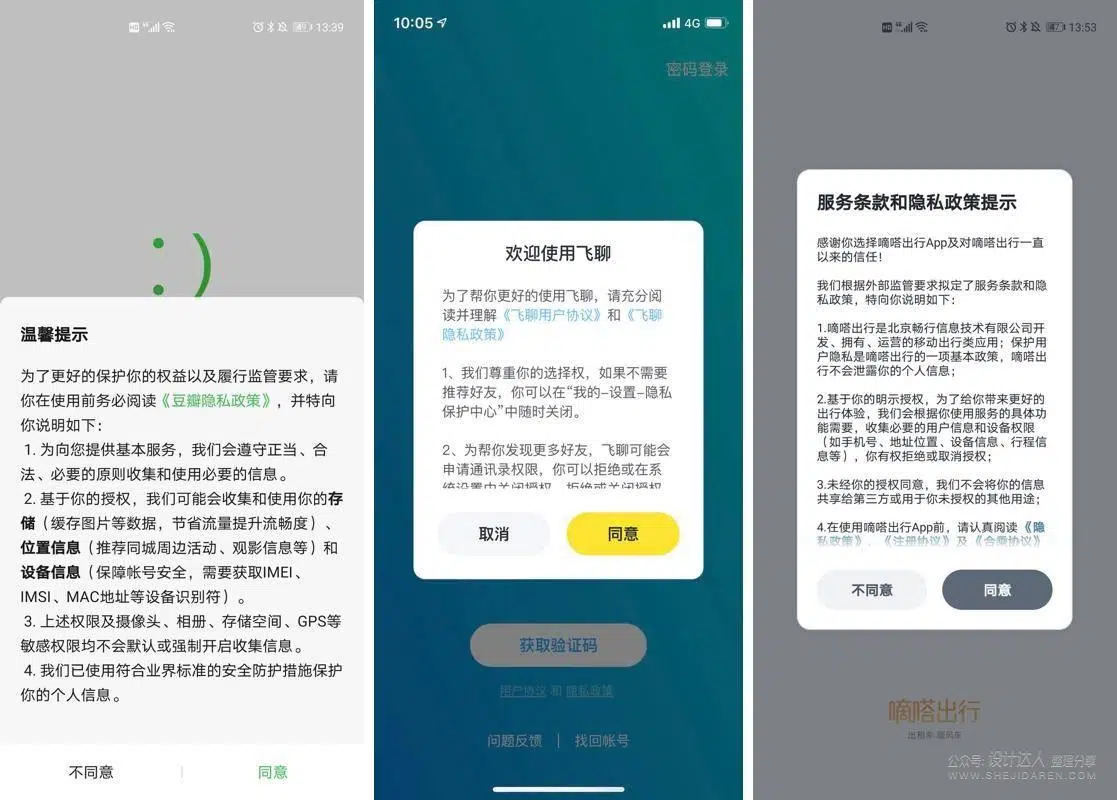 13:39
温馨提示
为了更好的保护你的权益以及履行监管要求，请
你在使用前务必阅读《豆瓣隐私政策》，并特向
你说明如下：
1. 为向您提供基本服务，我们会遵守正当、合
法、必要的原则收集和使用必要的信息。
2. 基于你的授权，我们可能会收集和使用你的存
储（缓存图片等数据，节省流量提升流畅度）、
位置信息（推荐同城周边活动、观影信息等）和
设备信息（保障帐号安全，需要获取IMEI、
IMSI、MAC地址等设备识别符）。
3. 上述权限及摄像头、相册、存储空间、GPS等
敏感权限均不会默认或强制开启收集信息。
4. 我们已使用符合业界标准的安全防护措施保护
你的个人信息。
不同意
同意
10:05
4G
密码登录
欢迎使用飞聊
为了帮你更好的使用飞聊，请充分阅
读并理解《飞聊用户协议》和《飞聊
隐私政策》
1、我们尊重你的选择权，如果不需要
推荐好友，你可以在“我的-设置-隐私
保护中心”中随时关闭。
2、为帮你发现更多好友，飞聊可能会
申请通讯录权限，你可以拒绝或在系
统设置中关闭授权，拒绝或关闭授权
取消
同意
获取验证码
用户协议 和 隐私政策
问题反馈 | 找回帐号
13:53
服务条款和隐私政策提示
感谢你选择嘀嗒出行App及对嘀嗒出行一直
以来的信任！
我们根据外部监管要求拟定了服务条款和隐
私政策，特向你说明如下：
1.嘀嗒出行是北京畅行信息技术有限公司开
发、拥有、运营的移动出行类应用；保护用
户隐私是嘀嗒出行的一项基本政策，嘀嗒出
行不会泄露你的个人信息；
2.基于你的明示授权，为了给你带来更好的
出行体验，我们会根据你使用服务的具体功
能需要，收集必要的用户信息和设备权限
（如手机号、地址位置、设备信息、行程信
息等），你有权拒绝或取消授权；
3.未经你的授权同意，我们不会将你的信息
共享给第三方或用于你未授权的其他用途；
4.在使用嘀嗒出行App前，请认真阅读《隐
私政策》、《注册协议》及《合乘协议》
不同意
同意
嘀嗒出行
出租车 顺风车
公众号: 设计达人 整理分享
WWW.SHEJIDAREN.COM